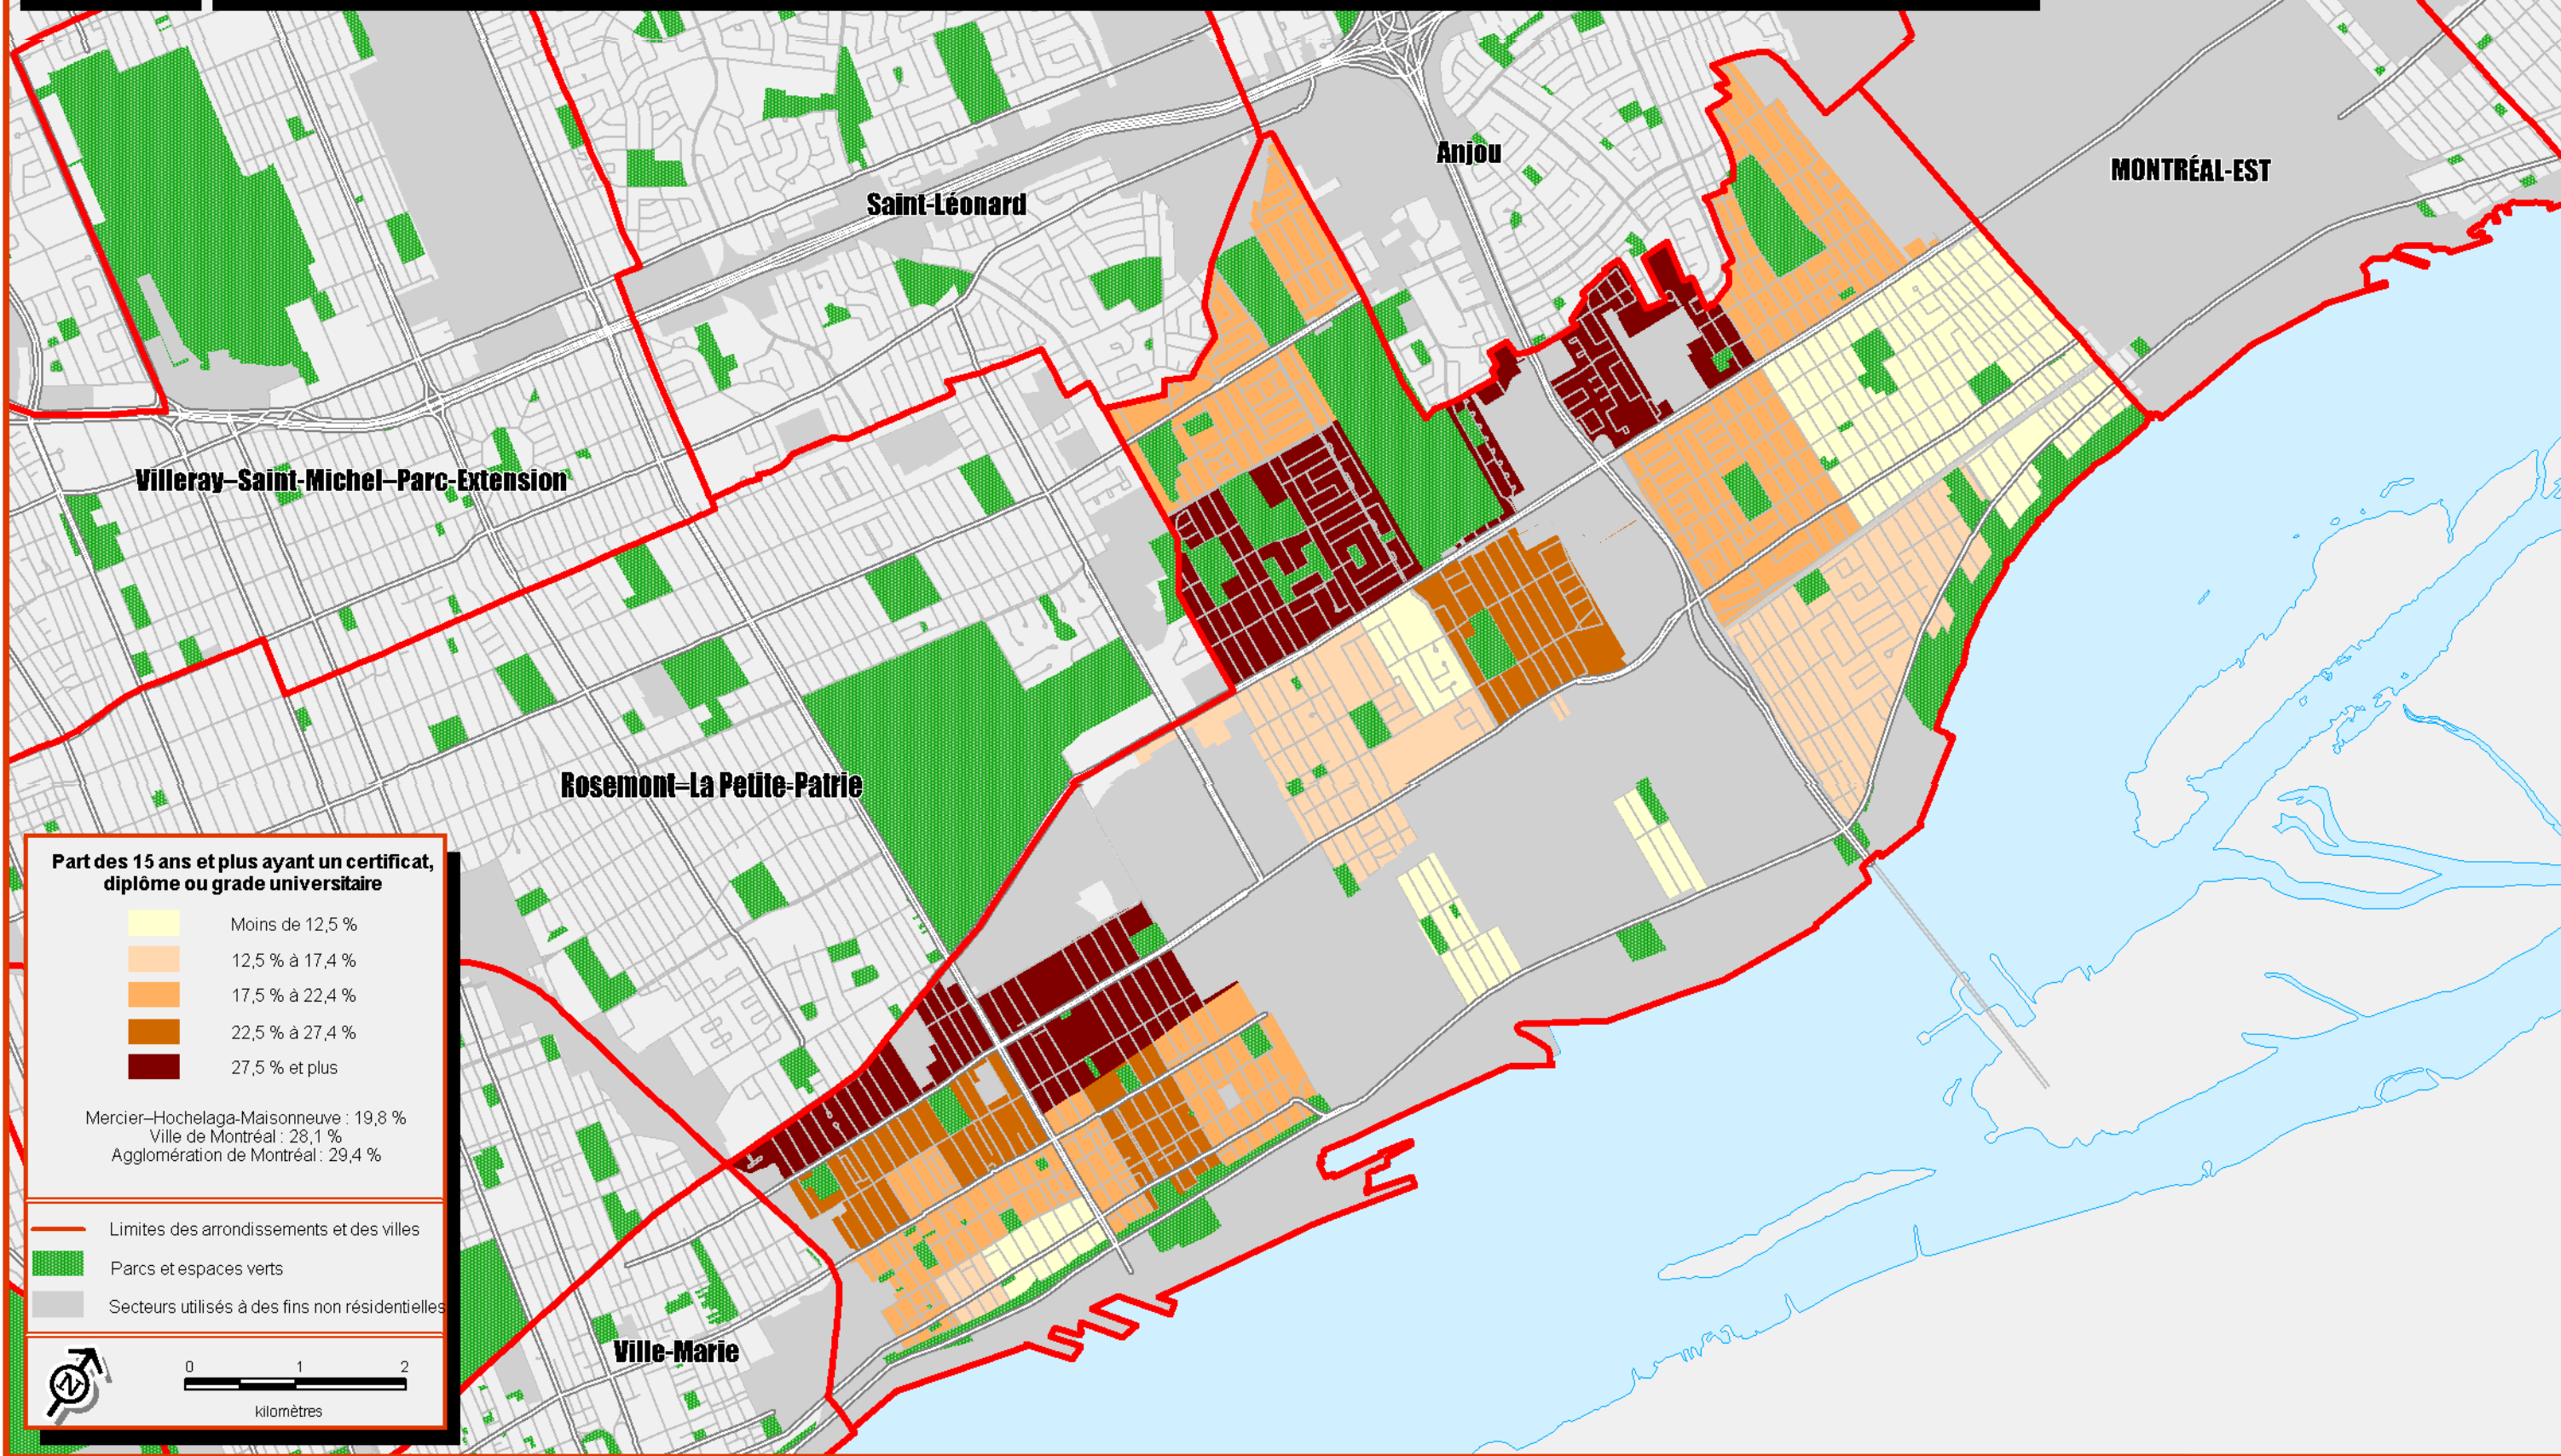 Anjou
MONTRÉAL-EST
Saint-Léonard
Villeray–Saint-Michel–Parc-Extension
Rosemont–La Petite-Patrie
Ville-Marie
Part des 15 ans et plus ayant un certificat,
diplôme ou grade universitaire
Moins de 12,5 %
12,5 % à 17,4 %
17,5 % à 22,4 %
22,5 % à 27,4 %
27,5 % et plus
Mercier–Hochelaga-Maisonneuve : 19,8 %
Ville de Montréal : 28,1 %
Agglomération de Montréal : 29,4 %
Limites des arrondissements et des villes
Parcs et espaces verts
Secteurs utilisés à des fins non résidentielles
N
0 1 2
kilomètres